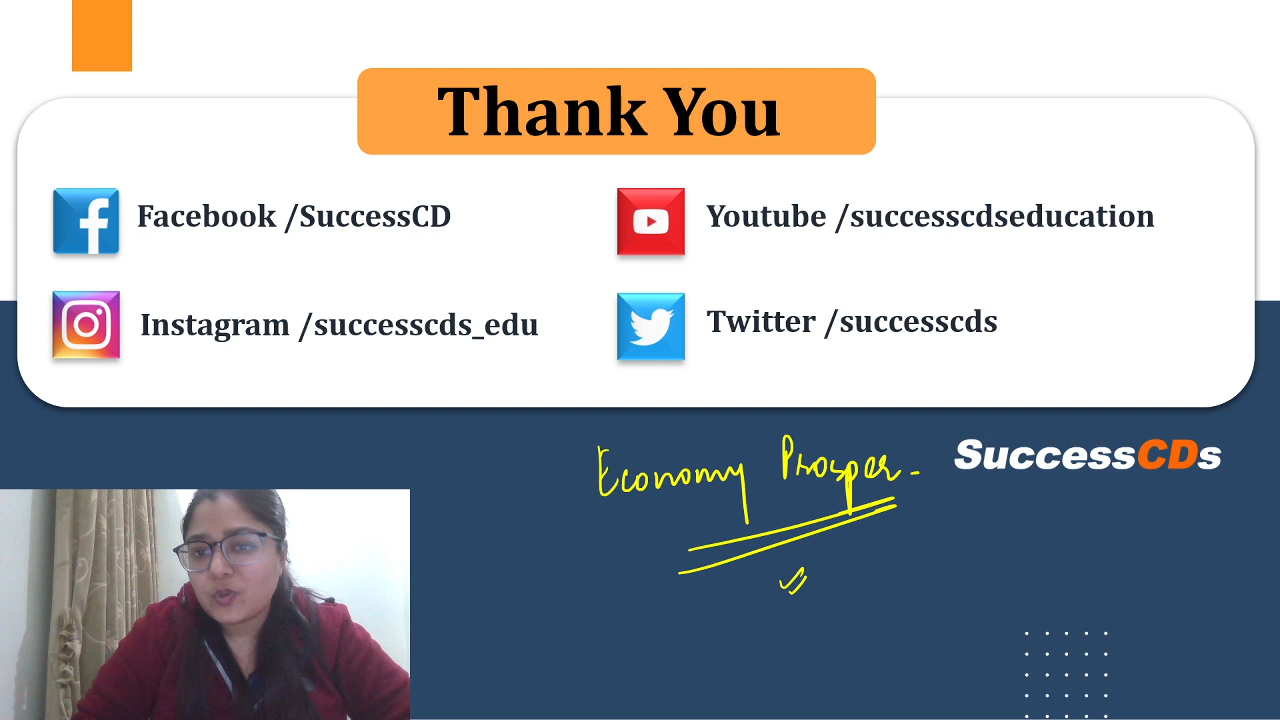 Thank You
Facebook /SuccessCD
Youtube /successcdseducation
Instagram /successcds_edu
Twitter /successcds
Economy Prosper -
SuccessCDs